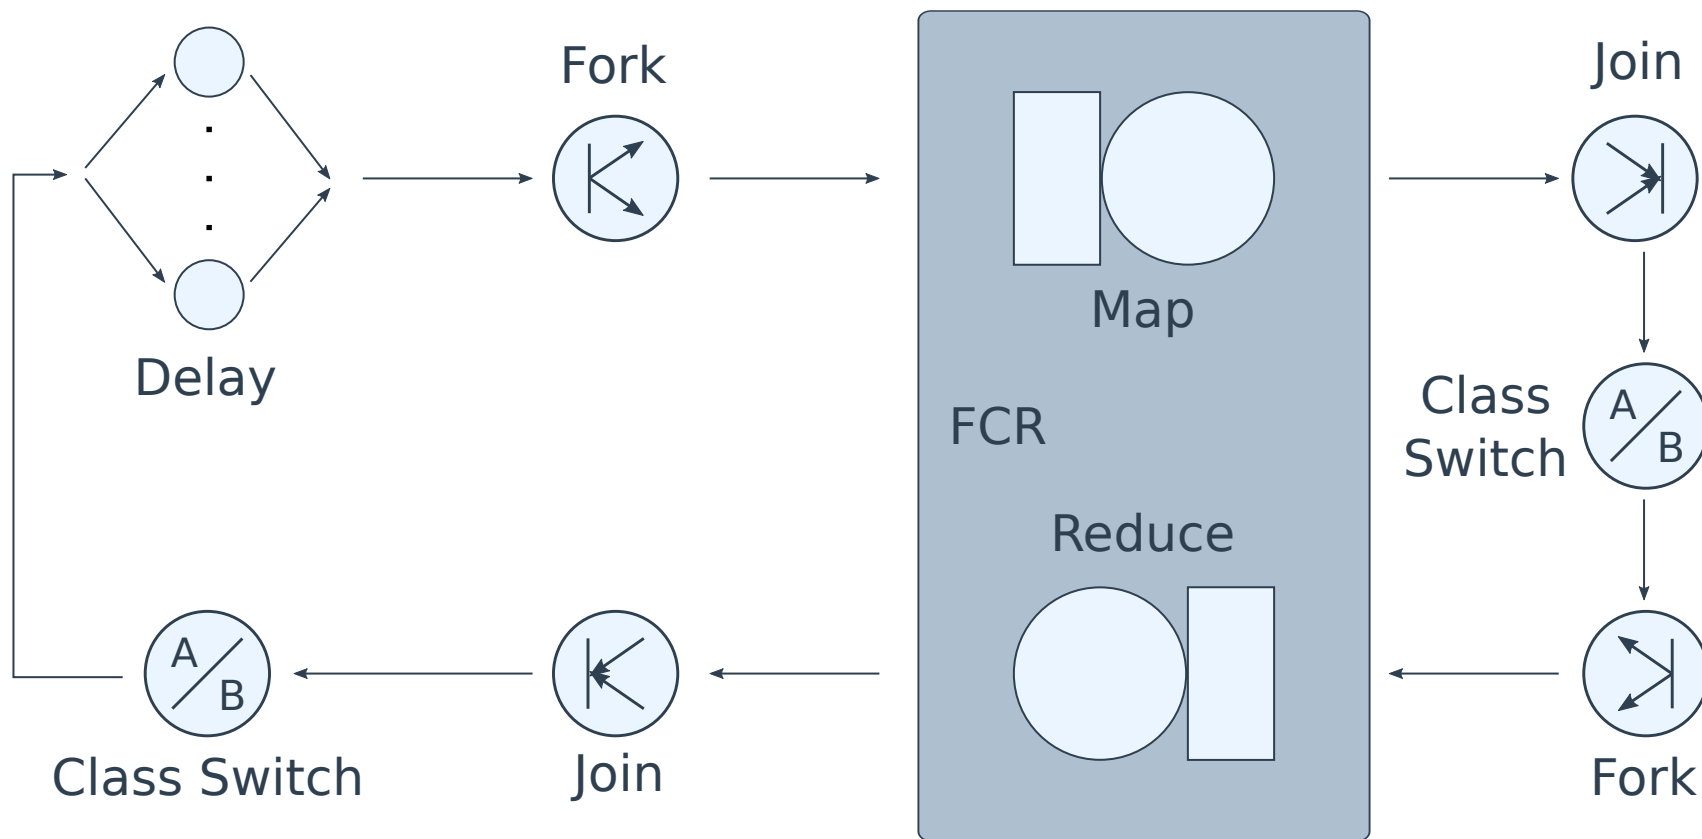 Fork
Join
Map
Delay
Class
Switch
A
B
FCR
Reduce
A
B
Class Switch
Join
Fork